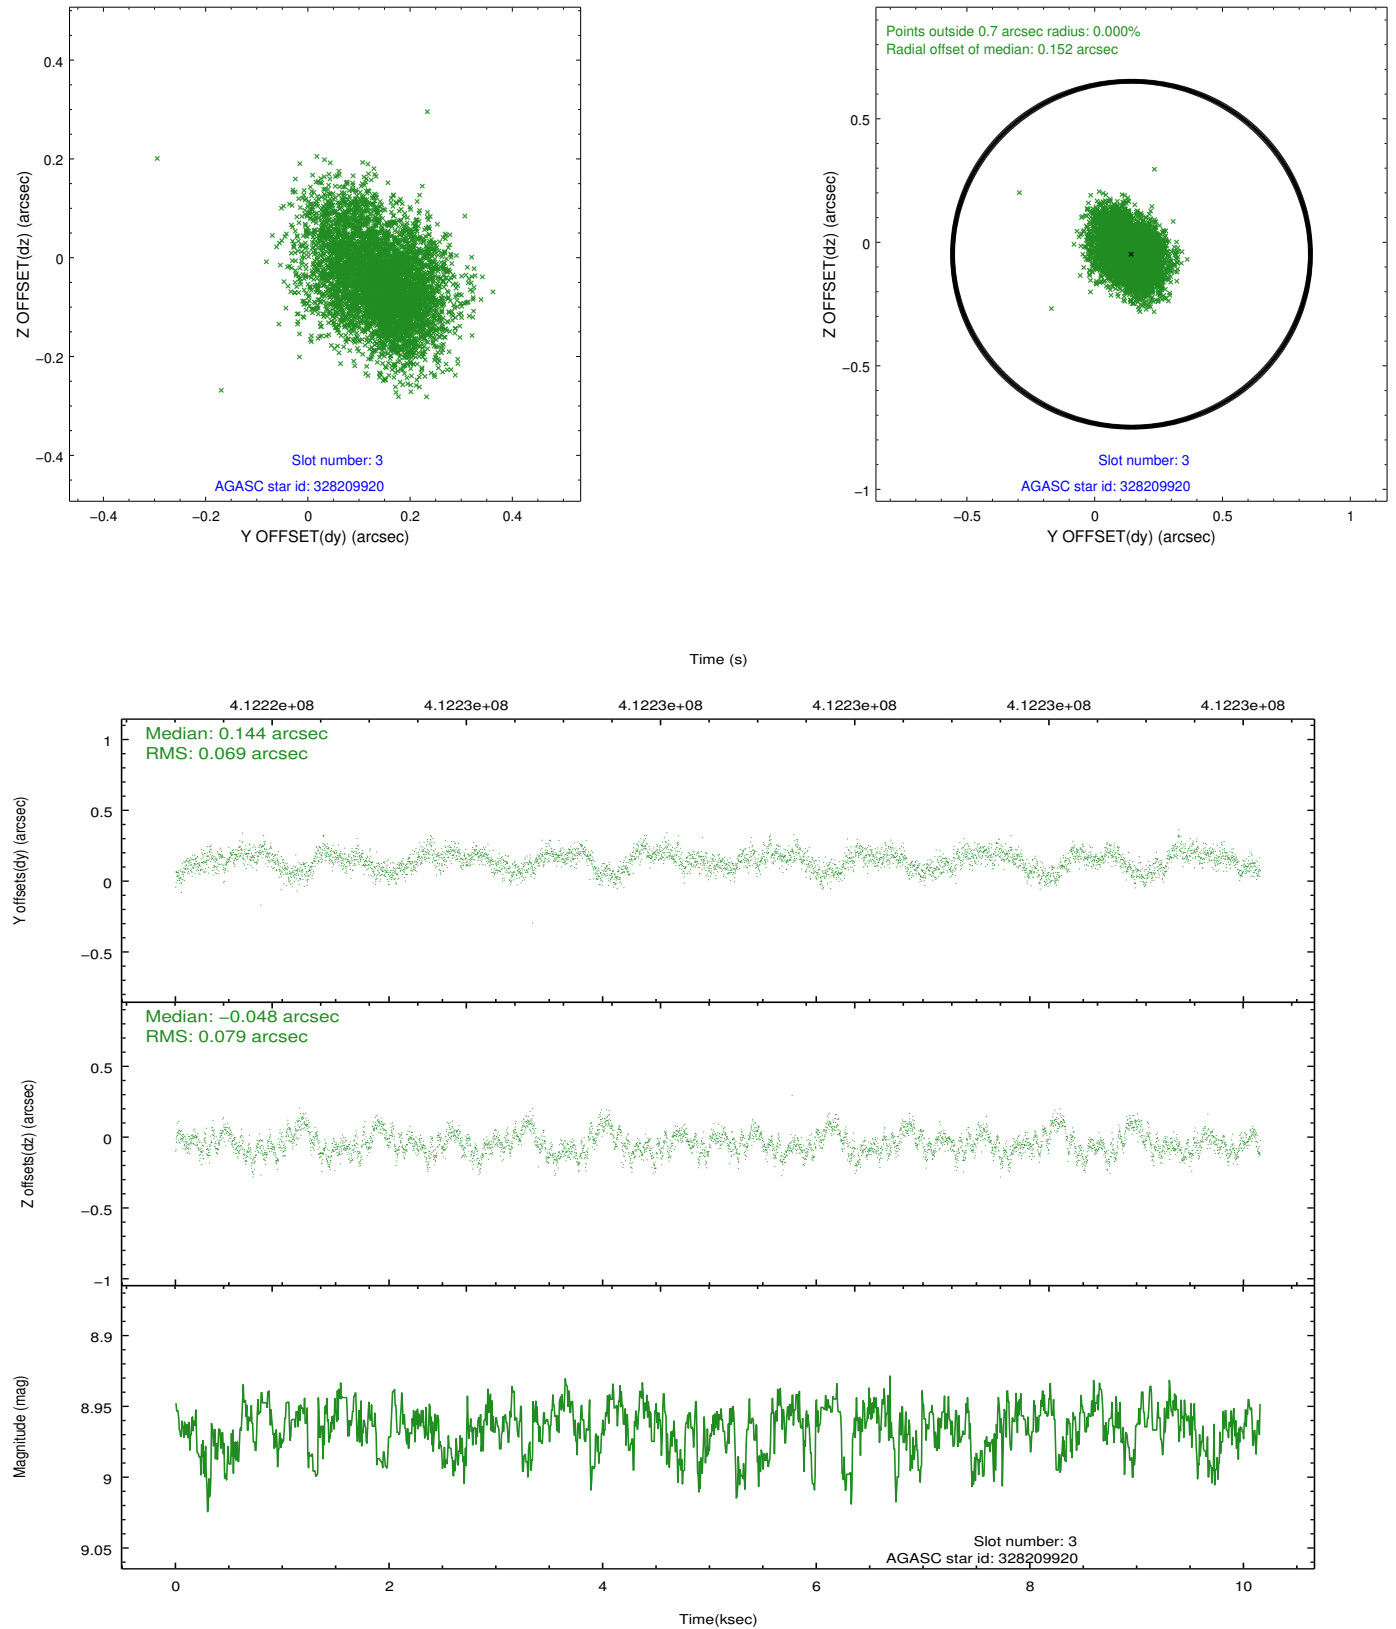 0.4
0.2
0
−0.2
−0.4
Z OFFSET(dz) (arcsec)
Slot number: 3
AGASC star id: 328209920
−0.4 −0.2 0 0.2 0.4
Y OFFSET(dy) (arcsec)
Points outside 0.7 arcsec radius: 0.000%
Radial offset of median: 0.152 arcsec
0.5
0
−0.5
−1
Z OFFSET(dz) (arcsec)
Slot number: 3
AGASC star id: 328209920
−0.5 0 0.5 1
Y OFFSET(dy) (arcsec)
Time (s)
4.1222e+08 4.1223e+08 4.1223e+08 4.1223e+08 4.1223e+08 4.1223e+08
Median: 0.144 arcsec
RMS: 0.069 arcsec
1
0.5
0
−0.5
Y offsets(dy) (arcsec)
Median: −0.048 arcsec
RMS: 0.079 arcsec
0.5
0
−0.5
−1
Z offsets(dz) (arcsec)
8.9
8.95
9
9.05
Magnitude (mag)
Slot number: 3
AGASC star id: 328209920
0 2 4 6 8 10
Time(ksec)